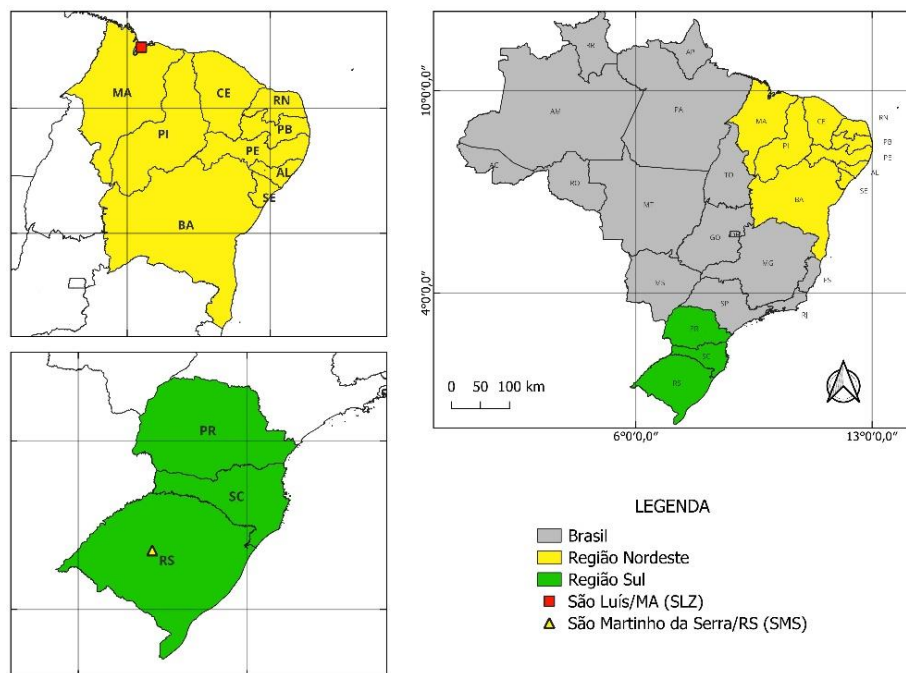 MA
CE
RN
PI
PB
PE
AL
SE
BA
PR
SC
RS
RR
AP
AM
PA
MA
CE
RN
PI
PB
PE
AC
TO
AL
RO
SE
BA
MT
GO
DF
MG
MS
ES
SP
RJ
PR
SC
RS
10°0'0,0"
4°0'0,0"
0 50 100 km
6°0'0,0"
13°0'0,0"
LEGENDA
Brasil
Região Nordeste
Região Sul
São Luís/MA (SLZ)
São Martinho da Serra/RS (SMS)